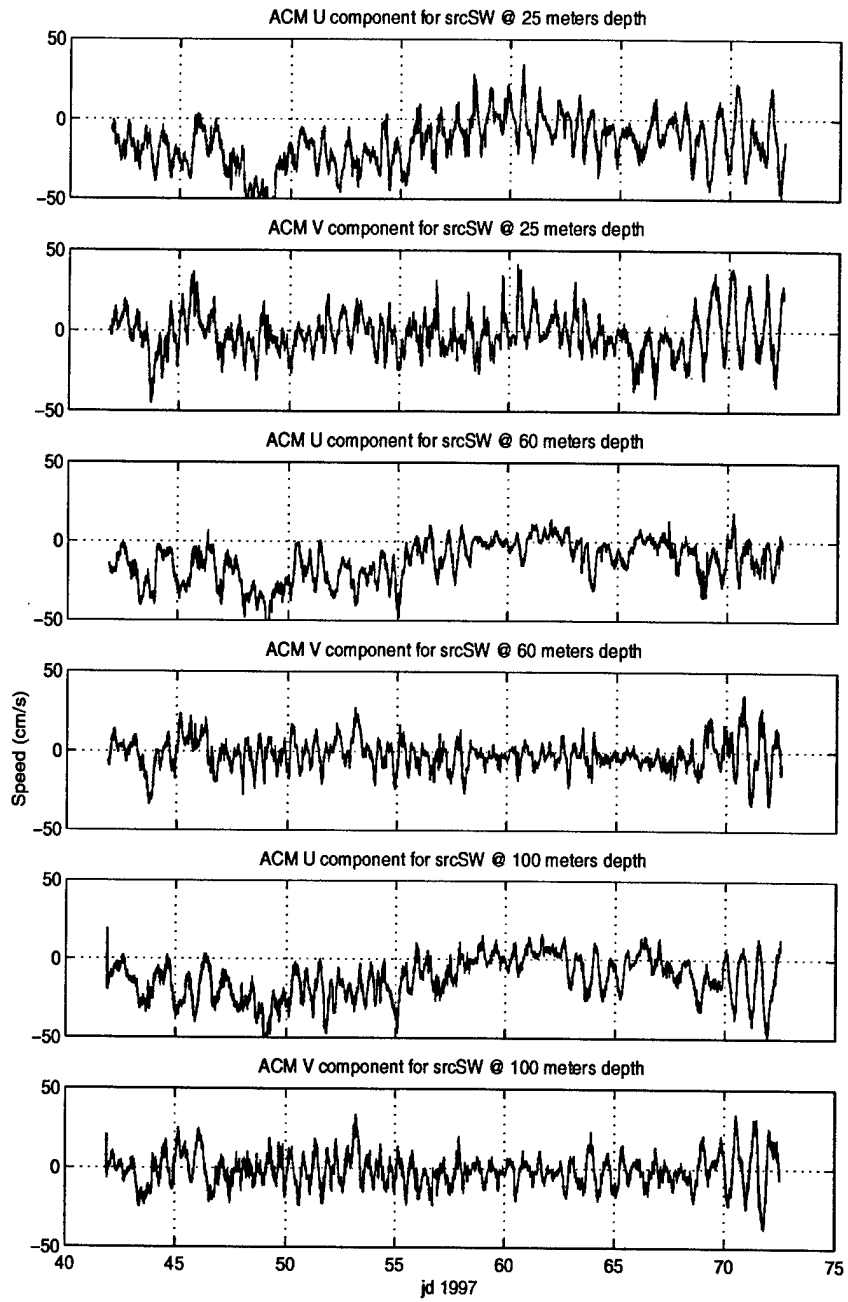 ACM U component for srcSW @ 25 meters depth
50
0
−50
ACM V component for srcSW @ 25 meters depth
50
0
−50
ACM U component for srcSW @ 60 meters depth
50
0
−50
ACM V component for srcSW @ 60 meters depth
50
0
−50
Speed (cm/s)
ACM U component for srcSW @ 100 meters depth
50
0
−50
ACM V component for srcSW @ 100 meters depth
50
0
−50
40 45 50 55 60 65 70 75
jd 1997